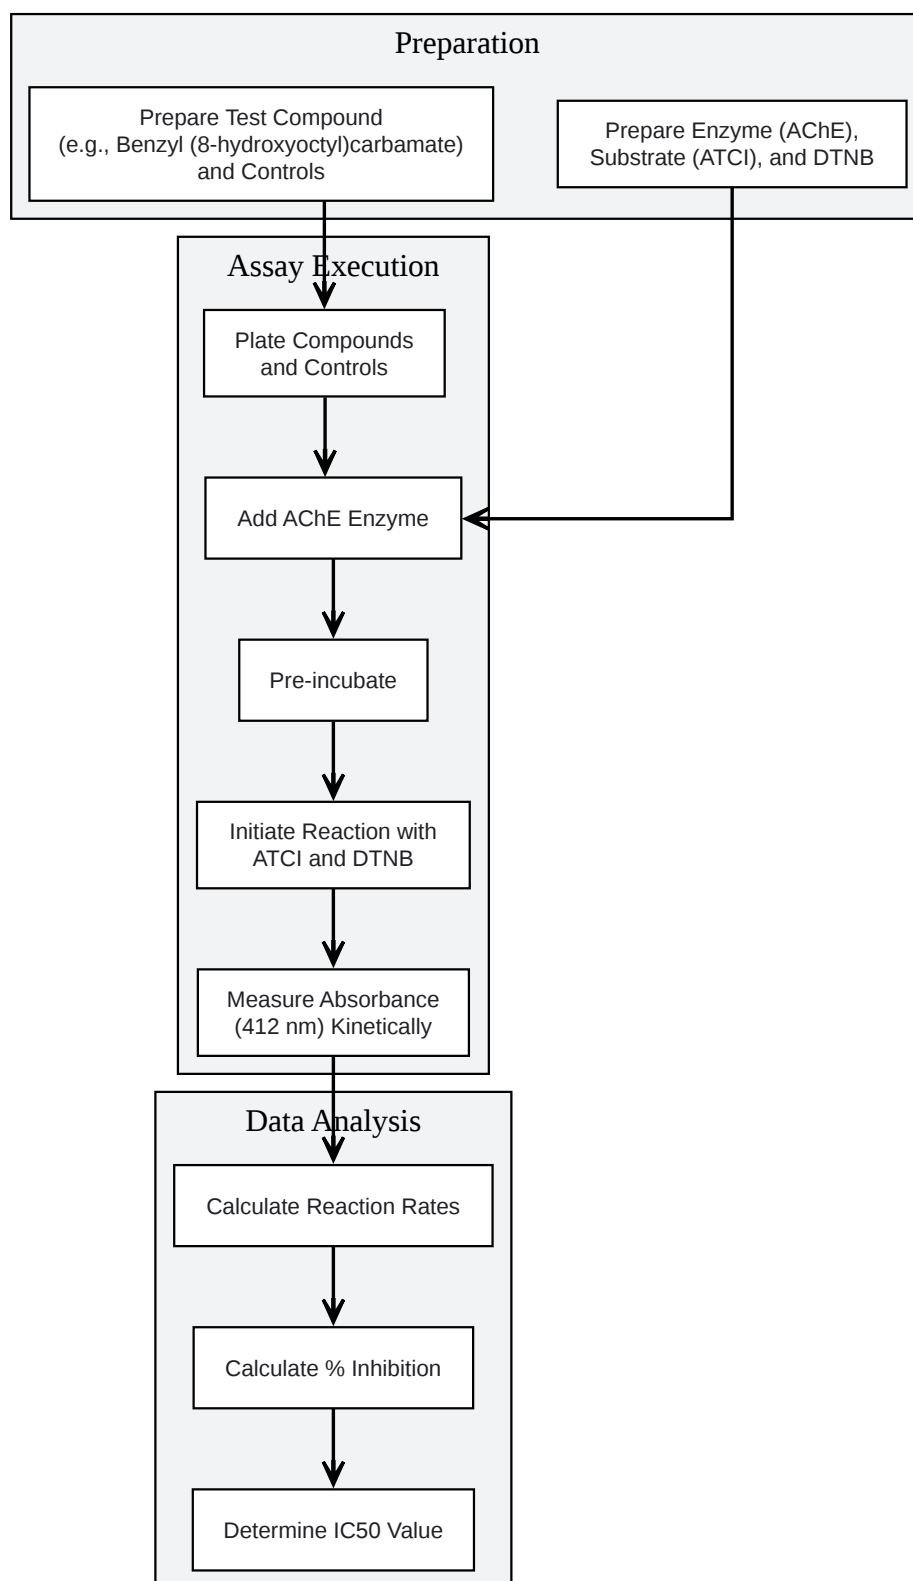 Preparation
Prepare Test Compound
(e.g., Benzyl (8-hydroxyoctyl)carbamate)
and Controls
Prepare Enzyme (AChE),
Substrate (ATCI), and DTNB
Assay Execution
Plate Compounds
and Controls
Add AChE Enzyme
Pre-incubate
Initiate Reaction with
ATCI and DTNB
Measure Absorbance
(412 nm) Kinetically
Data Analysis
Calculate Reaction Rates
Calculate % Inhibition
Determine IC50 Value